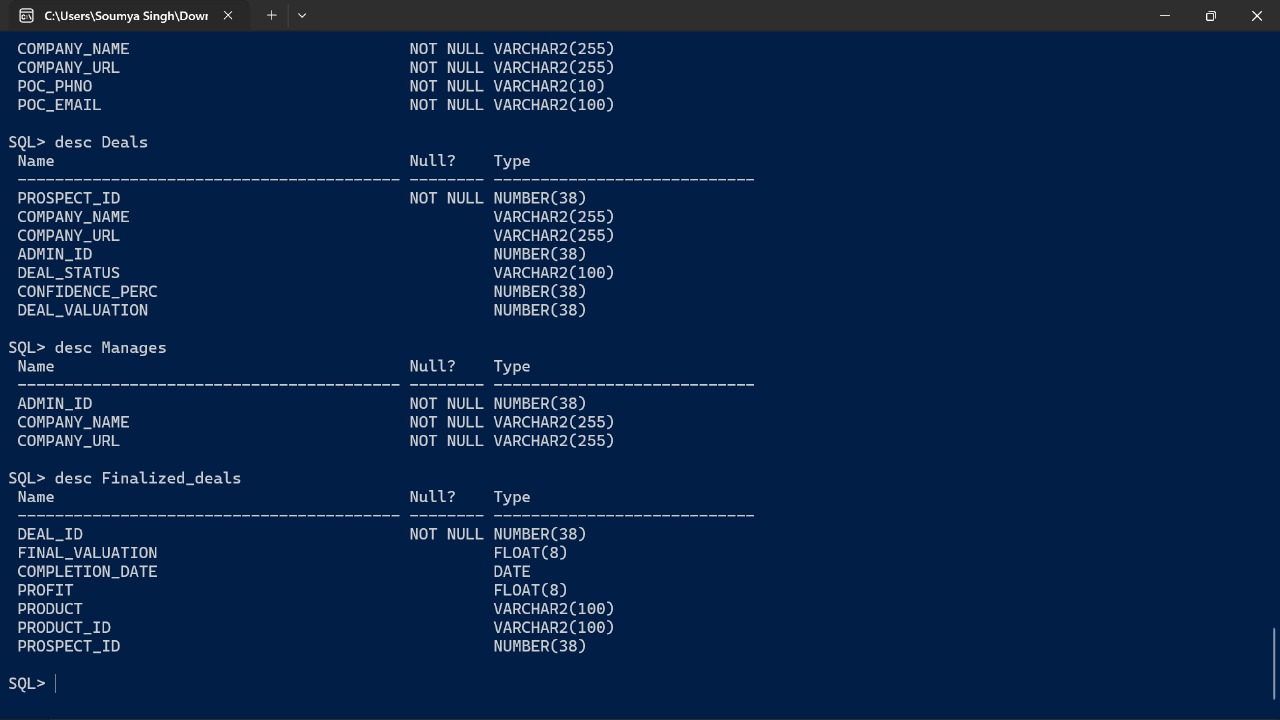 C:\Users\Soumya Singh\Dowr
COMPANY_NAME NOT NULL VARCHAR2(255)
COMPANY_URL NOT NULL VARCHAR2(255)
POC_PHNO NOT NULL VARCHAR2(10)
POC_EMAIL NOT NULL VARCHAR2(100)
SQL> desc Deals
Name Null? Type
----------------------------------------- -------- ----------------------------
PROSPECT_ID NOT NULL NUMBER(38)
COMPANY_NAME VARCHAR2(255)
COMPANY_URL VARCHAR2(255)
ADMIN_ID NUMBER(38)
DEAL_STATUS VARCHAR2(100)
CONFIDENCE_PERC NUMBER(38)
DEAL_VALUATION NUMBER(38)
SQL> desc Manages
Name Null? Type
----------------------------------------- -------- ----------------------------
ADMIN_ID NOT NULL NUMBER(38)
COMPANY_NAME NOT NULL VARCHAR2(255)
COMPANY_URL NOT NULL VARCHAR2(255)
SQL> desc Finalized_deals
Name Null? Type
----------------------------------------- -------- ----------------------------
DEAL_ID NOT NULL NUMBER(38)
FINAL_VALUATION FLOAT(8)
COMPLETION_DATE DATE
PROFIT FLOAT(8)
PRODUCT VARCHAR2(100)
PRODUCT_ID VARCHAR2(100)
PROSPECT_ID NUMBER(38)
SQL>